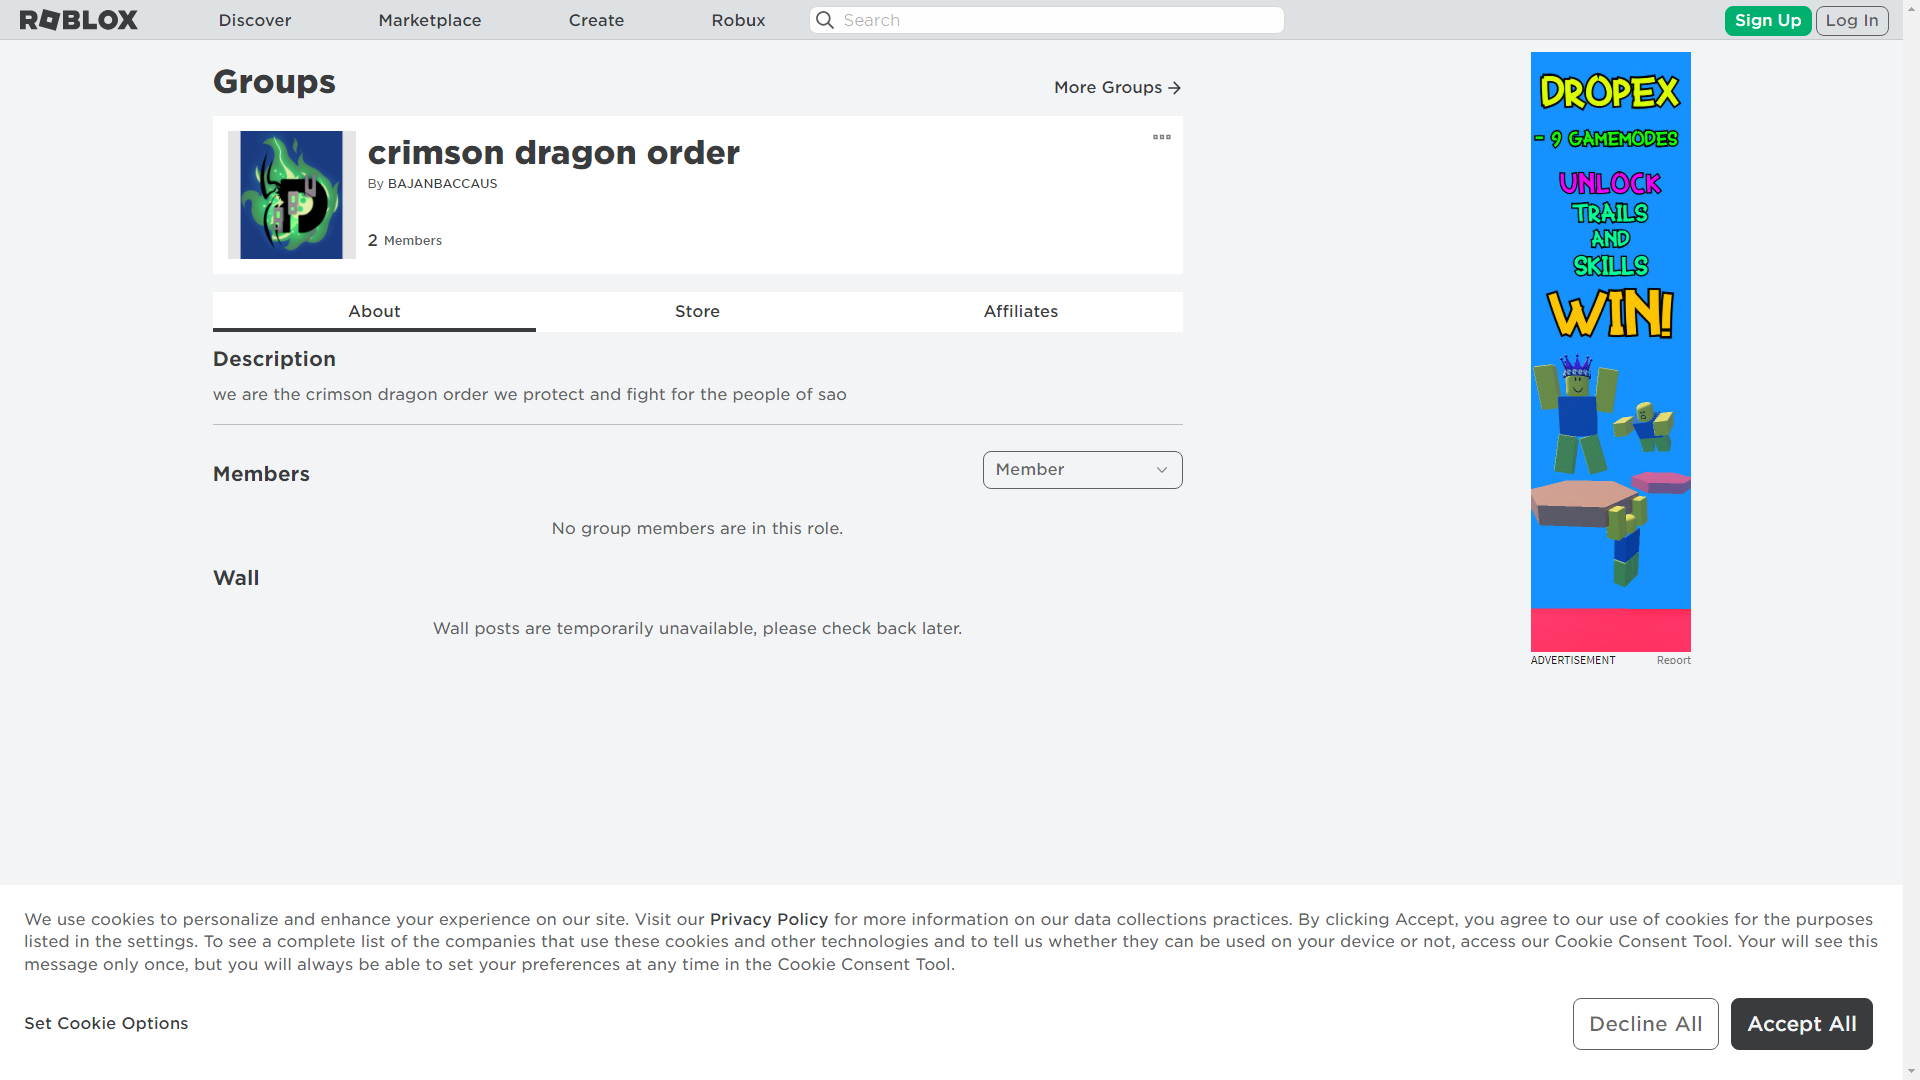 ROBLOX
Discover
Marketplace
Create
Robux
Search
Sign Up
Log In
Groups
More Groups
crimson dragon order
By BAJANBACCAUS
2 Members
About
Store
Affiliates
Description
we are the crimson dragon order we protect and fight for the people of sao
Members
Member
No group members are in this role.
Wall
Wall posts are temporarily unavailable, please check back later.
DROPEX
- 9 GAMEMODES
UNLOCK
TRAILS
AND
SKILLS
WIN!
ADVERTISEMENT
Report
We use cookies to personalize and enhance your experience on our site. Visit our Privacy Policy for more information on our data collections practices. By clicking Accept, you agree to our use of cookies for the purposes
listed in the settings. To see a complete list of the companies that use these cookies and other technologies and to tell us whether they can be used on your device or not, access our Cookie Consent Tool. Your will see this
message only once, but you will always be able to set your preferences at any time in the Cookie Consent Tool.
Set Cookie Options
Decline All
Accept All